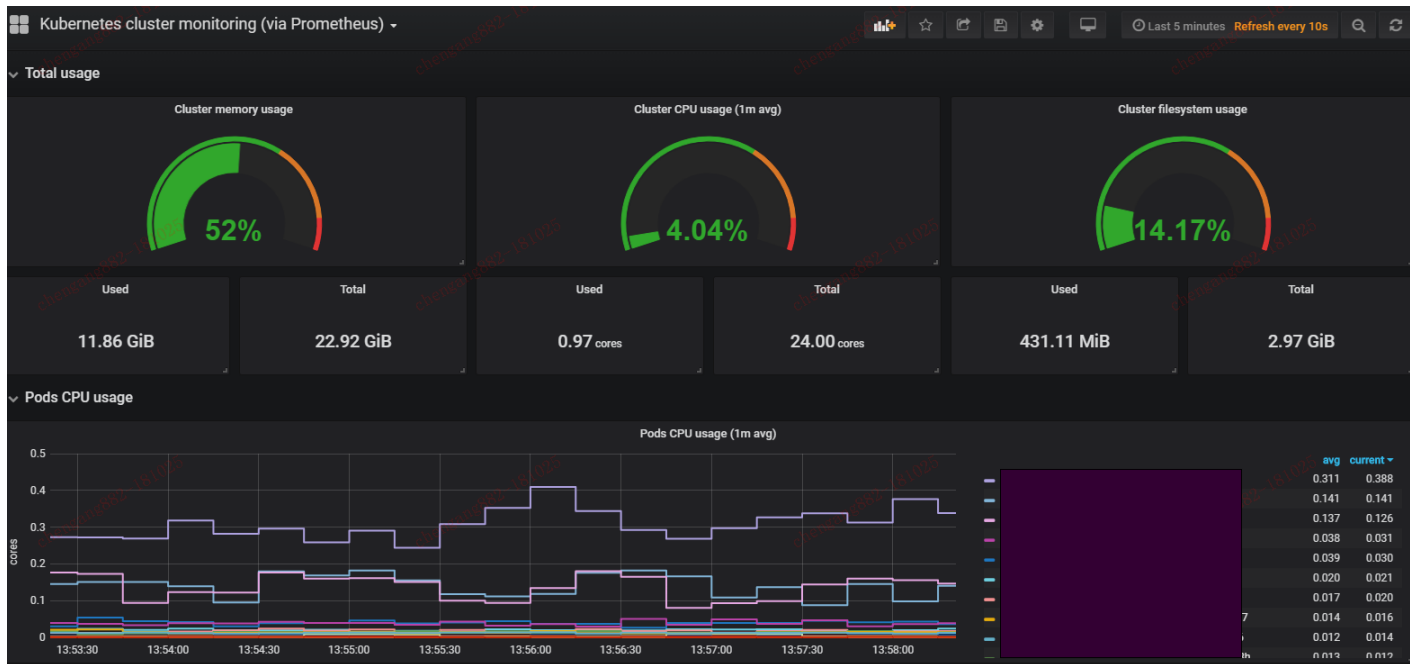 Kubernetes cluster monitoring (via Prometheus)
Last 5 minutes Refresh every 10s
Total usage
Cluster memory usage
52%
Cluster CPU usage (1m avg)
4.04%
Cluster filesystem usage
14.17%
Used
11.86 GiB
Total
22.92 GiB
Used
0.97 cores
Total
24.00 cores
Used
431.11 MiB
Total
2.97 GiB
Pods CPU usage
Pods CPU usage (1m avg)
cores
0.5
0.4
0.3
0.2
0.1
0
13:53:30 13:54:00 13:54:30 13:55:00 13:55:30 13:56:00 13:56:30 13:57:00 13:57:30 13:58:00
avg current
0.311 0.388
0.141 0.141
0.137 0.126
0.038 0.031
0.039 0.030
0.020 0.021
0.017 0.020
7 0.014 0.016
0.012 0.014
0.013 0.012